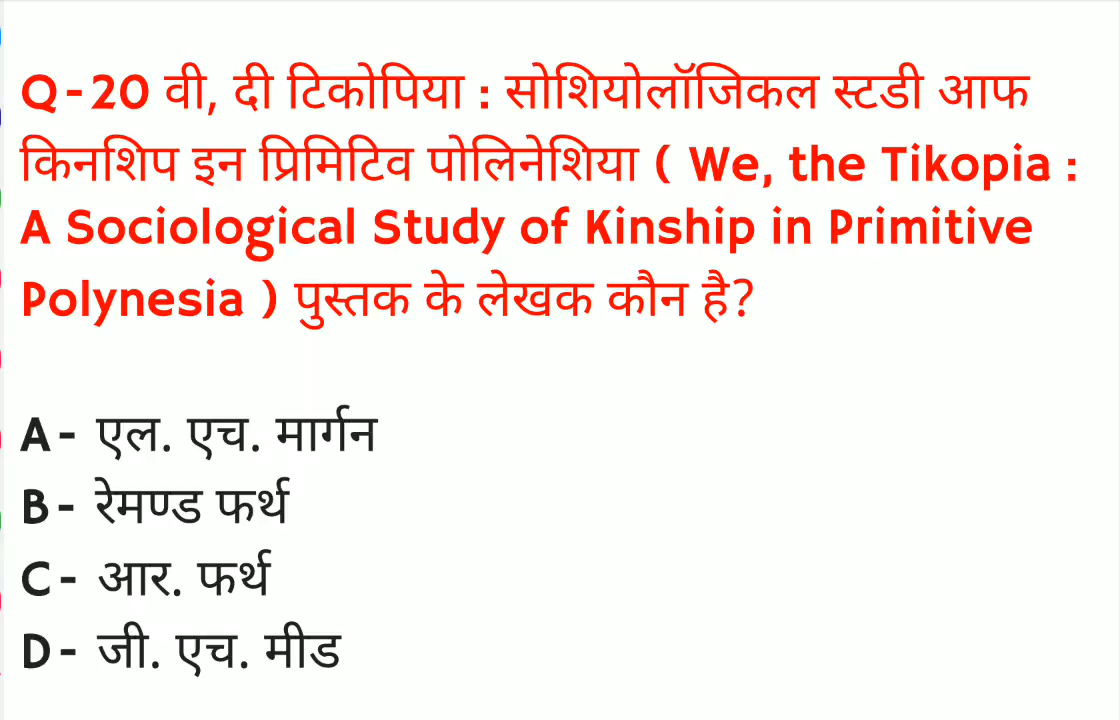 Q-20 वी, दी टिकोपिया : सोशियोलॉजिकल स्टडी आफ
किनशिप इन प्रिमिटिव पोलिनेशिया ( We, the Tikopia :
A Sociological Study of Kinship in Primitive
Polynesia ) पुस्तक के लेखक कौन है?
A- एल. एच. मार्गन
B- रेमण्ड फर्थ
C- आर. फर्थ
D- जी. एच. मीड